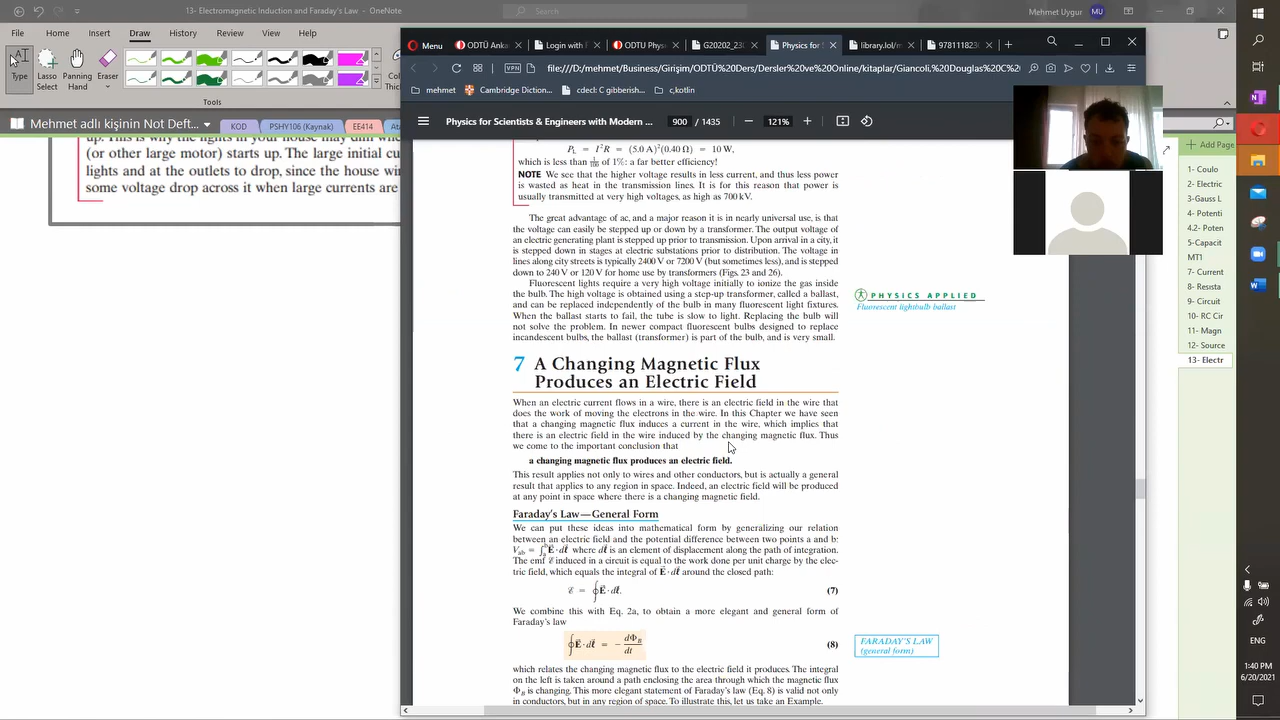 13- Electromagnetic Induction and Faraday's Law
Search
Mehmet Uygur
MU
File
Home
Insert
Draw
History
Review
View
Help
Type
Lasso
Select
Panning
Hand
Eraser
Tools
Mehmet adlı kişinin Not Deft...
KOD
PSHY106 (Kaynak)
EE414
(or other large motor) starts up. The large initial cu
lights and at the outlets to drop, since the house wir
some voltage drop across it when large currents are
Menu
ODTÜ Anka
Login with I
ODTU Physi
G20202_230
Physics for S
library.lol/
978111823
VPN
mehmet
Cambridge Diction...
cdecl: C gibberish...
c,kotlin
Physics for Scientists & Engineers with Modern ...
900 / 1435
121%
P_L = I²R = (5.0 A)²(0.40 Ω) = 10 W,
which is less than 1/100 of 1%: a far better efficiency!
NOTE We see that the higher voltage results in less current, and thus less power
is wasted as heat in the transmission lines. It is for this reason that power is
usually transmitted at very high voltages, as high as 700 kV.
The great advantage of ac, and a major reason it is in nearly universal use, is that
the voltage can easily be stepped up or down by a transformer. The output voltage of
an electric generating plant is stepped up prior to transmission. Upon arrival in a city, it
is stepped down in stages at electric substations prior to distribution. The voltage in
lines along city streets is typically 2400 V or 7200 V (but sometimes less), and is stepped
down to 240 V or 120 V for home use by transformers (Figs. 23 and 26).
Fluorescent lights require a very high voltage initially to ionize the gas inside
the bulb. The high voltage is obtained using a step-up transformer, called a ballast,
and can be replaced independently of the bulb in many fluorescent light fixtures.
When the ballast starts to fail, the tube is slow to light. Replacing the bulb will
not solve the problem. In newer compact fluorescent bulbs designed to replace
incandescent bulbs, the ballast (transformer) is part of the bulb, and is very small.
PHYSICS APPLIED
Fluorescent lightbulb ballast
7 A Changing Magnetic Flux
Produces an Electric Field
When an electric current flows in a wire, there is an electric field in the wire that
does the work of moving the electrons in the wire. In this Chapter we have seen
that a changing magnetic flux induces a current in the wire, which implies that
there is an electric field in the wire induced by the changing magnetic flux. Thus
we come to the important conclusion that
a changing magnetic flux produces an electric field.
This result applies not only to wires and other conductors, but is actually a general
result that applies to any region in space. Indeed, an electric field will be produced
at any point in space where there is a changing magnetic field.
Faraday's Law—General Form
We can put these ideas into mathematical form by generalizing our relation
between an electric field and the potential difference between two points a and b:
V_ab = ∫_a^b E⃗ · dℓ⃗ where dℓ⃗ is an element of displacement along the path of integration.
The emf ℰ induced in a circuit is equal to the work done per unit charge by the elec-
tric field, which equals the integral of E⃗ · dℓ⃗ around the closed path:
ℰ = ∮ E⃗ · dℓ⃗. (7)
We combine this with Eq. 2a, to obtain a more elegant and general form of
Faraday's law
∮ E⃗ · dℓ⃗ = − dΦ_B/dt (8)
FARADAY'S LAW
(general form)
which relates the changing magnetic flux to the electric field it produces. The integral
on the left is taken around a path enclosing the area through which the magnetic flux
Φ_B is changing. This more elegant statement of Faraday's law (Eq. 8) is valid not only
in conductors, but in any region of space. To illustrate this, let us take an Example.
Add Page
1- Coulo
2- Electric
3-Gauss L
4- Potenti
4.2- Poten
5-Capacit
MT1
7- Current
8- Resista
9- Circuit
10- RC Cir
11- Magn
12- Source
13- Electr
ENG
1:40 PM
6/20/2021